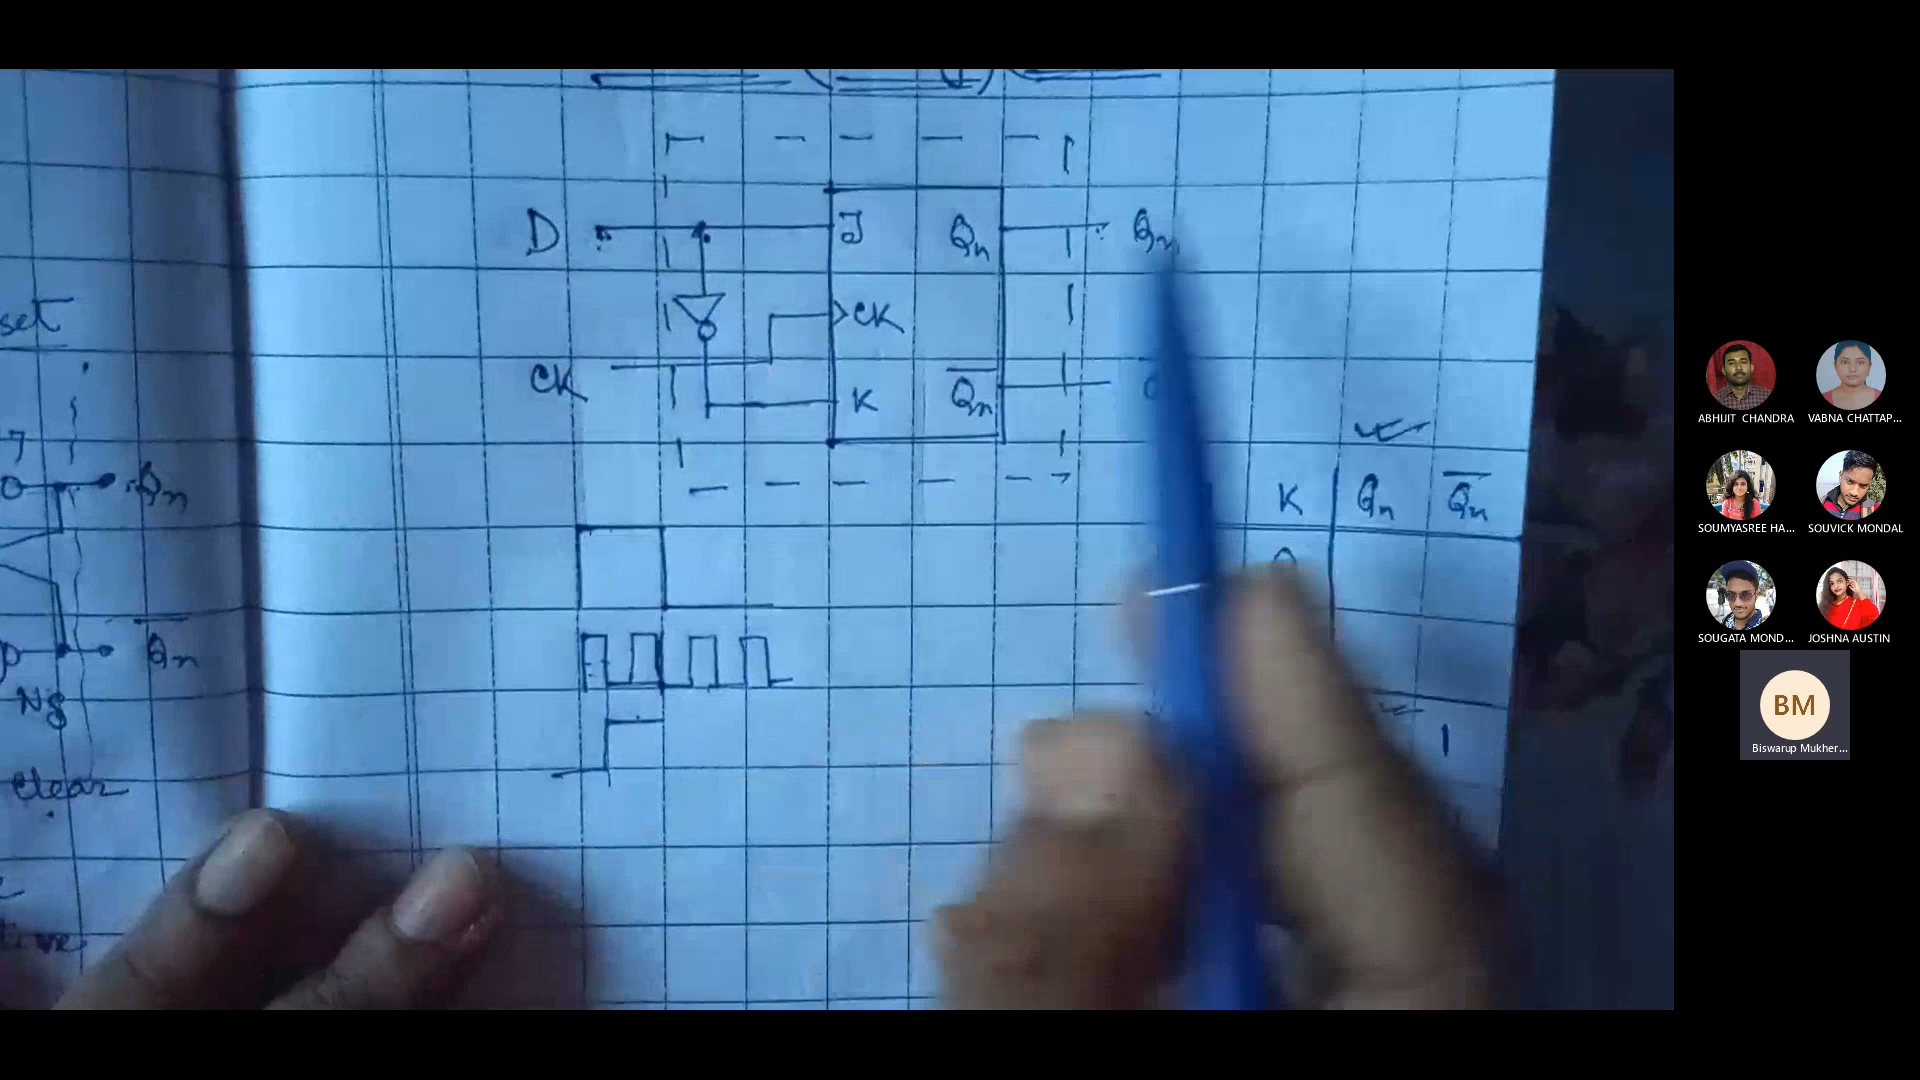 set
7
Qn
Qn
Ng
Clear
D
J
Qn
Qn
CK
CK
K
Qn
K
Qn
Qn
1
ABHIJIT CHANDRA
VABNA CHATTAP...
SOUMYASREE HA...
SOUVICK MONDAL
SOUGATA MOND...
JOSHNA AUSTIN
BM
Biswarup Mukher...